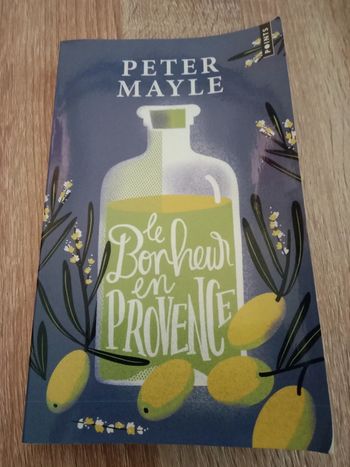 POINTS
PETER
MAYLE
le
Bonheur
en
PROVENCE